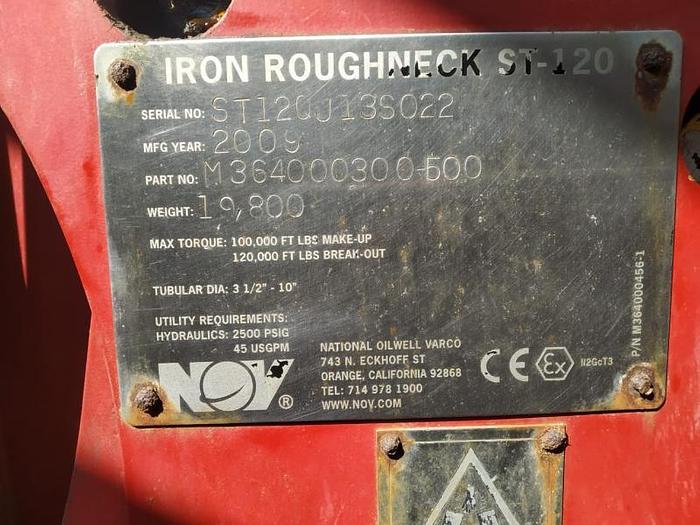 IRON ROUGHNECK ST-120
SERIAL NO: ST120J13S022
MFG YEAR: 2009
PART NO: M364000300-500
WEIGHT: 19,800
MAX TORQUE: 100,000 FT LBS MAKE-UP
120,000 FT LBS BREAK-OUT
TUBULAR DIA: 3 1/2" - 10"
UTILITY REQUIREMENTS:
HYDRAULICS: 2500 PSIG
45 USGPM
NOV ®
NATIONAL OILWELL VARCO
743 N. ECKHOFF ST
ORANGE, CALIFORNIA 92868
TEL: 714 978 1900
WWW.NOV.COM
CE Ex II2GcT3
P/N M364000456-1